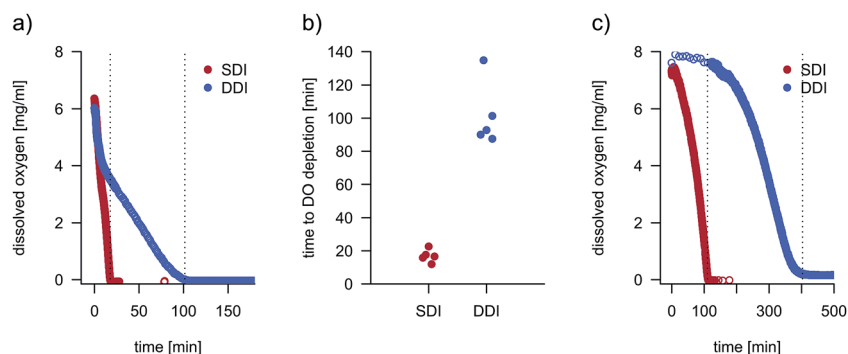 a)
8
6
4
2
0
dissolved oxygen [mg/ml]
SDI
DDI
0 50 100 150
time [min]
b)
140
120
100
80
60
40
20
0
time to DO depletion [min]
SDI DDI
c)
8
6
4
2
0
dissolved oxygen [mg/ml]
SDI
DDI
0 100 300 500
time [min]